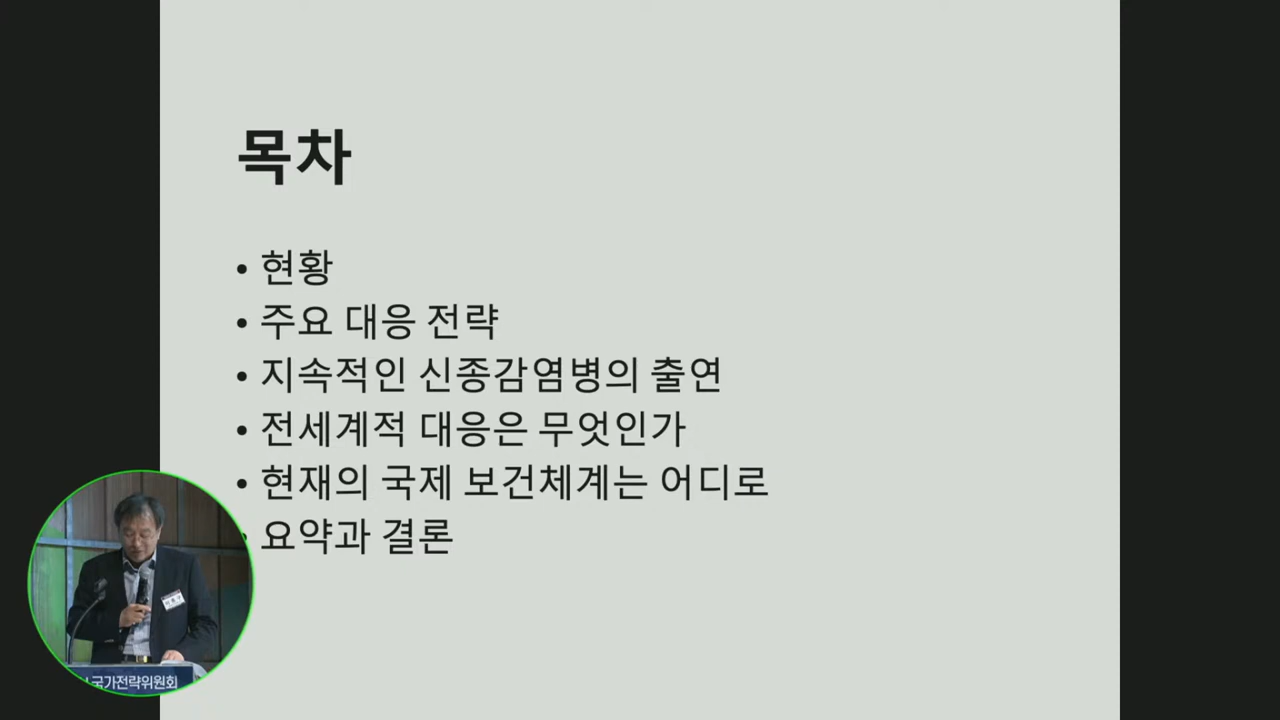 목차
• 현황
• 주요 대응 전략
• 지속적인 신종감염병의 출연
• 전세계적 대응은 무엇인가
• 현재의 국제 보건체계는 어디로
• 요약과 결론
국가전략위원회